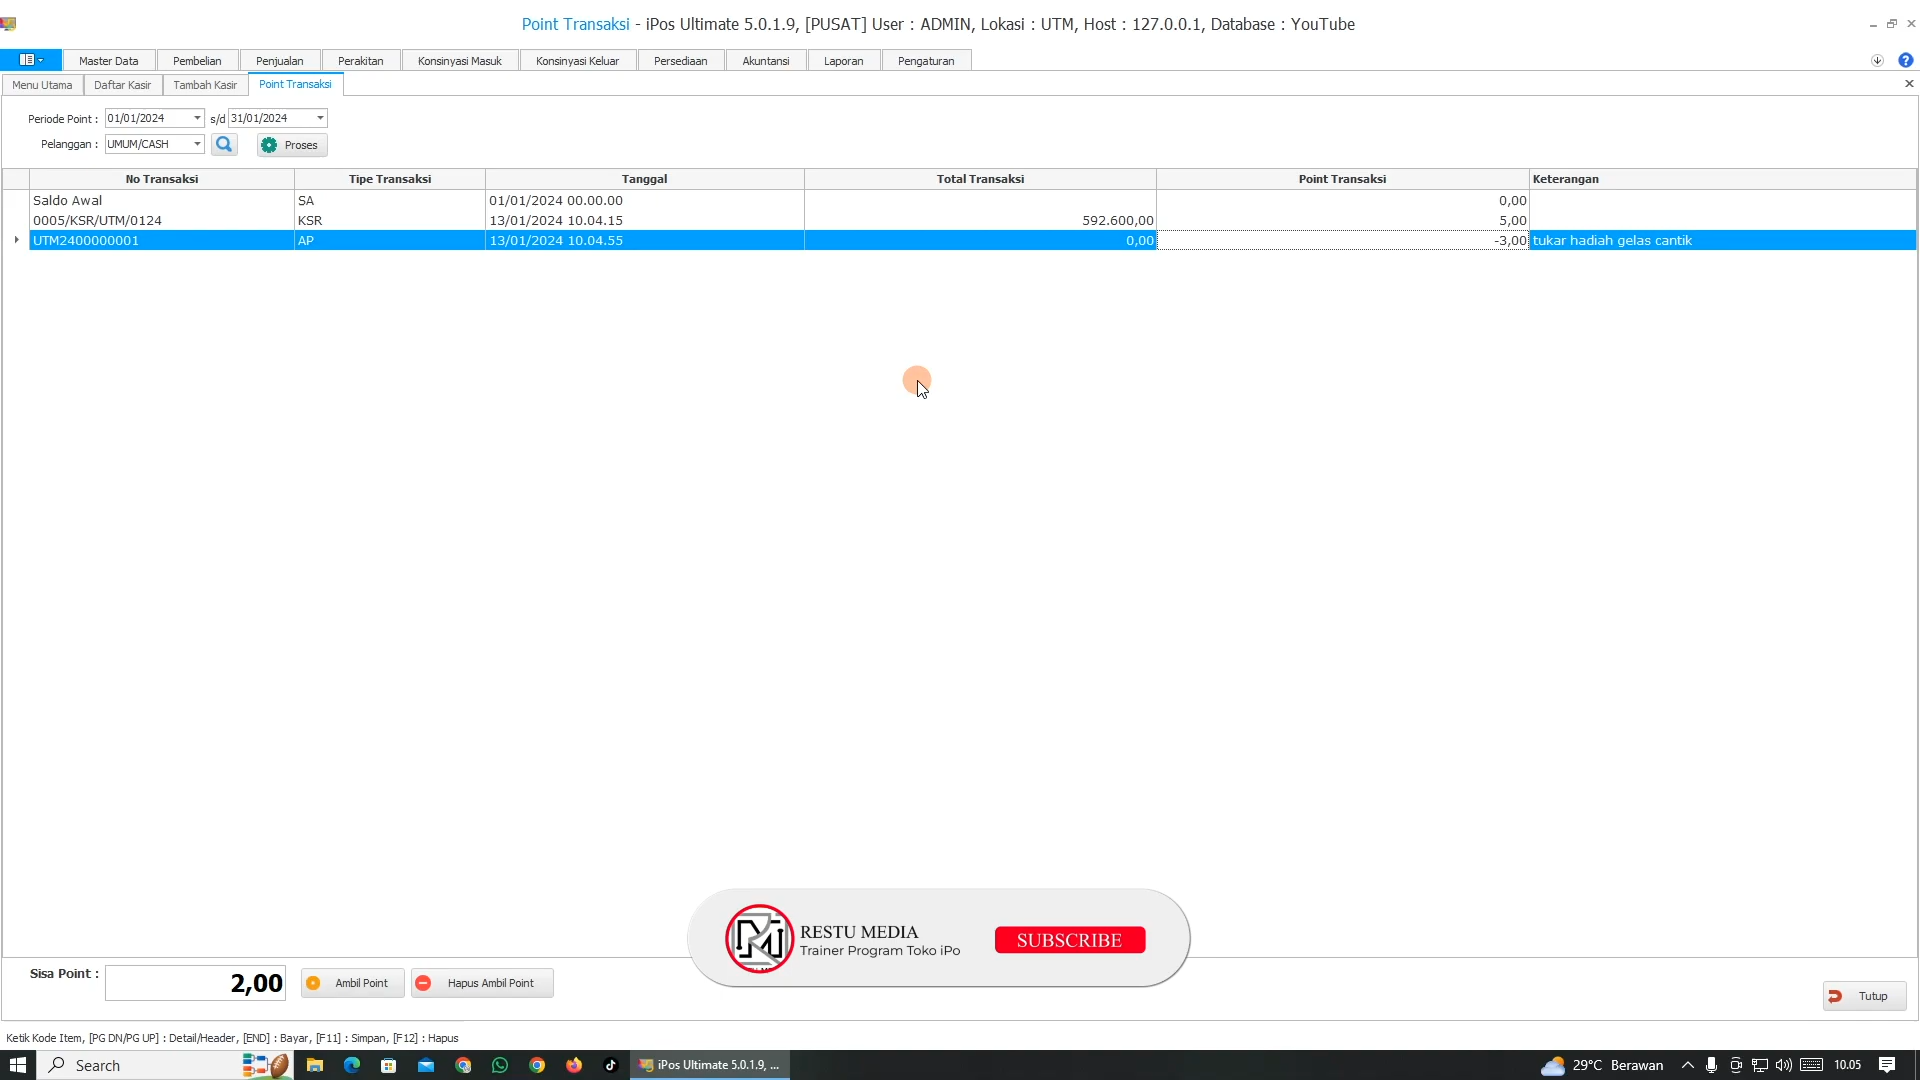 Point Transaksi - iPos Ultimate 5.0.1.9, [PUSAT] User : ADMIN, Lokasi : UTM, Host : 127.0.0.1, Database : YouTube
Master Data Pembelian Penjualan Perakitan Konsinyasi Masuk Konsinyasi Keluar Persediaan Akuntansi Laporan Pengaturan
Menu Utama Daftar Kasir Tambah Kasir Point Transaksi
Periode Point : 01/01/2024 s/d 31/01/2024
Pelanggan : UMUM/CASH Proses
No Transaksi Tipe Transaksi Tanggal Total Transaksi Point Transaksi Keterangan
Saldo Awal SA 01/01/2024 00.00.00 0,00
0005/KSR/UTM/0124 KSR 13/01/2024 10.04.15 592.600,00 5,00
UTM2400000001 AP 13/01/2024 10.04.55 0,00 -3,00 tukar hadiah gelas cantik
RESTU MEDIA
Trainer Program Toko iPo
SUBSCRIBE
Sisa Point : 2,00 Ambil Point Hapus Ambil Point
Tutup
Ketik Kode Item, [PG DN/PG UP] : Detail/Header, [END] : Bayar, [F11] : Simpan, [F12] : Hapus
Search iPos Ultimate 5.0.1.9, ... 29°C Berawan 10.05